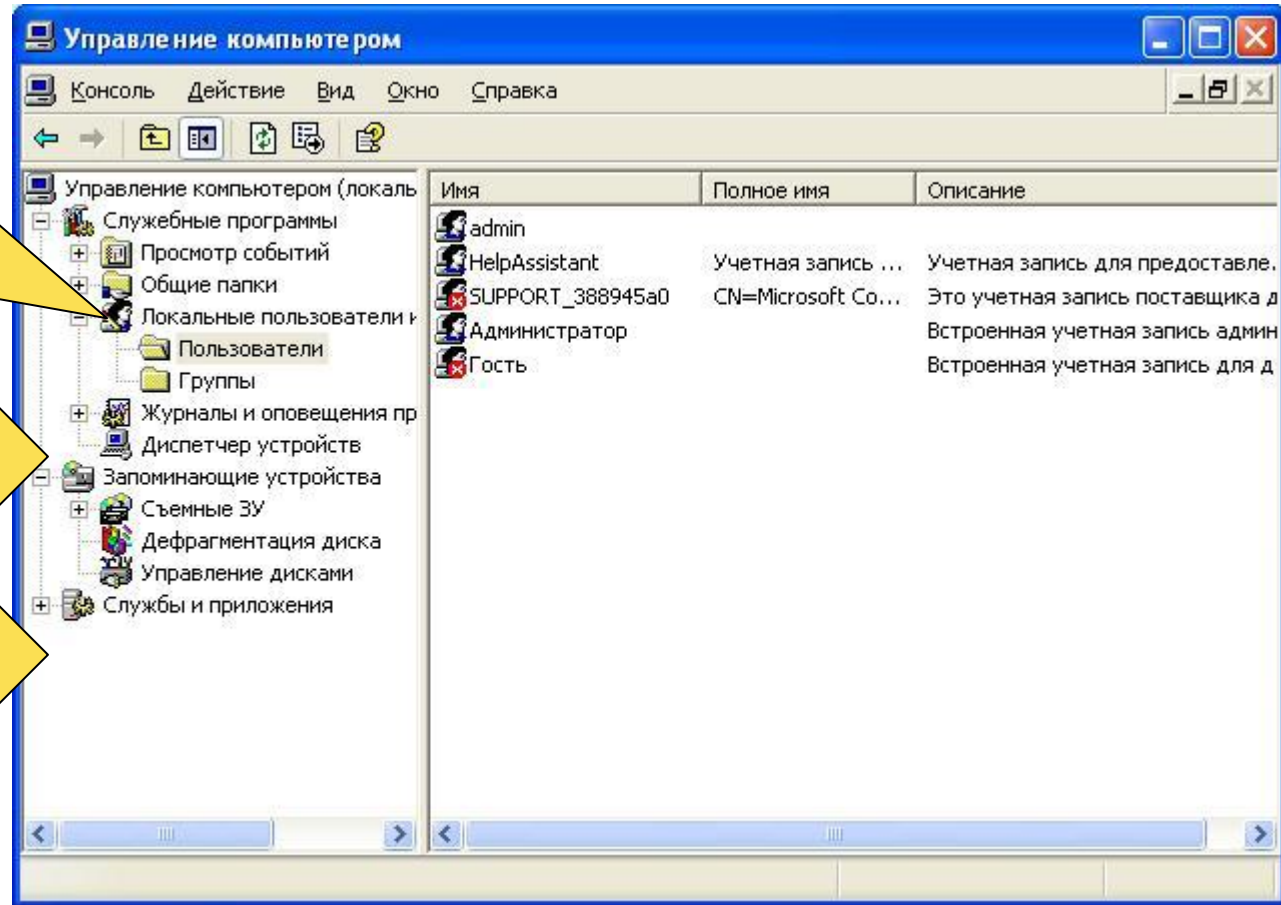 Управление компьютером
Консоль Действие Вид Окно Справка
Управление компьютером (локаль
Служебные программы
Просмотр событий
Общие папки
Локальные пользователи и
Пользователи
Группы
Журналы и оповещения пр
Диспетчер устройств
Запоминающие устройства
Съемные ЗУ
Дефрагментация диска
Управление дисками
Службы и приложения
Имя Полное имя Описание
admin
HelpAssistant Учетная запись ... Учетная запись для предоставле.
SUPPORT_388945a0 CN=Microsoft Co... Это учетная запись поставщика д
Администратор Встроенная учетная запись админ
Гость Встроенная учетная запись для д